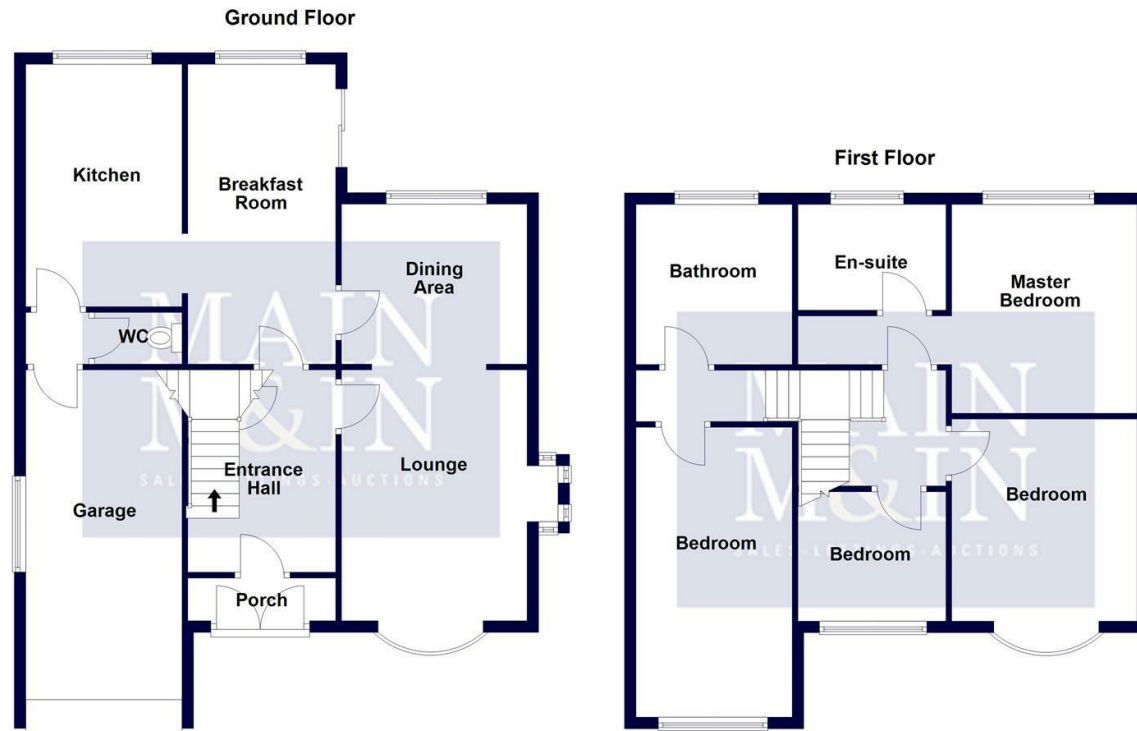 Ground Floor
Kitchen
Breakfast
Room
WC
Dining
Area
Entrance
Hall
Lounge
Garage
Porch
MAIN
M&IN
SALES·LETTINGS·AUCTIONS
First Floor
Bathroom
En-suite
Master
Bedroom
Bedroom
Bedroom
Bedroom
MAIN
M&IN
SALES·LETTINGS·AUCTIONS